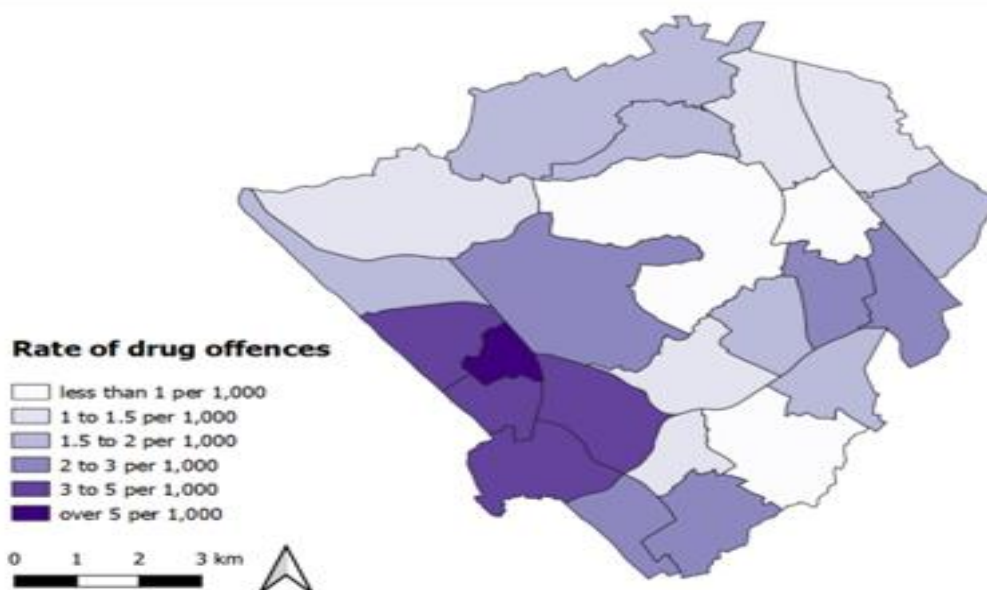 Rate of drug offences
less than 1 per 1,000
1 to 1.5 per 1,000
1.5 to 2 per 1,000
2 to 3 per 1,000
3 to 5 per 1,000
over 5 per 1,000
0 1 2 3 km